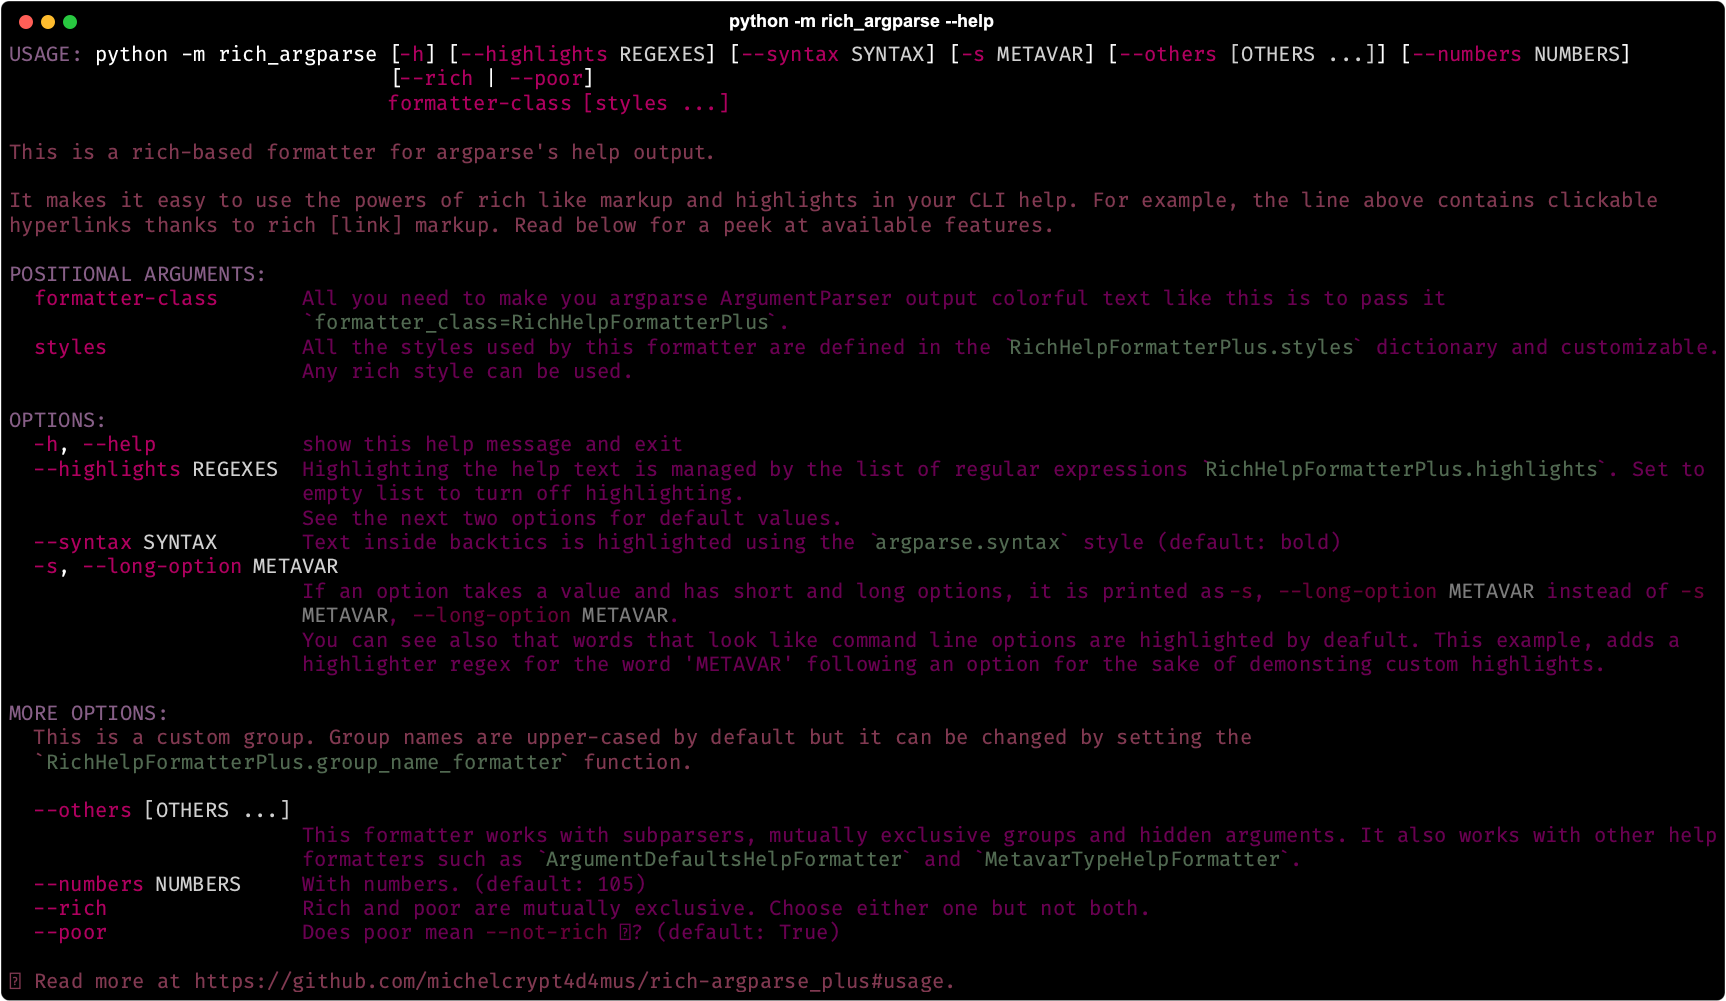 python -m rich_argparse --help
USAGE: python -m rich_argparse [-h] [--highlights REGEXES] [--syntax SYNTAX] [-s METAVAR] [--others [OTHERS ...]] [--numbers NUMBERS]
[--rich | --poor]
formatter-class [styles ...]
This is a rich-based formatter for argparse's help output.
It makes it easy to use the powers of rich like markup and highlights in your CLI help. For example, the line above contains clickable
hyperlinks thanks to rich [link] markup. Read below for a peek at available features.
POSITIONAL ARGUMENTS:
formatter-class All you need to make you argparse ArgumentParser output colorful text like this is to pass it
`formatter_class=RichHelpFormatterPlus`.
styles All the styles used by this formatter are defined in the `RichHelpFormatterPlus.styles` dictionary and customizable.
Any rich style can be used.
OPTIONS:
-h, --help show this help message and exit
--highlights REGEXES Highlighting the help text is managed by the list of regular expressions `RichHelpFormatterPlus.highlights`. Set to
empty list to turn off highlighting.
See the next two options for default values.
--syntax SYNTAX Text inside backtics is highlighted using the `argparse.syntax` style (default: bold)
-s, --long-option METAVAR
If an option takes a value and has short and long options, it is printed as -s, --long-option METAVAR instead of -s
METAVAR, --long-option METAVAR.
You can see also that words that look like command line options are highlighted by deafult. This example, adds a
highlighter regex for the word 'METAVAR' following an option for the sake of demonsting custom highlights.
MORE OPTIONS:
This is a custom group. Group names are upper-cased by default but it can be changed by setting the
`RichHelpFormatterPlus.group_name_formatter` function.
--others [OTHERS ...]
This formatter works with subparsers, mutually exclusive groups and hidden arguments. It also works with other help
formatters such as `ArgumentDefaultsHelpFormatter` and `MetavarTypeHelpFormatter`.
--numbers NUMBERS With numbers. (default: 105)
--rich Rich and poor are mutually exclusive. Choose either one but not both.
--poor Does poor mean --not-rich ? (default: True)
Read more at https://github.com/michelcrypt4d4mus/rich-argparse_plus#usage.